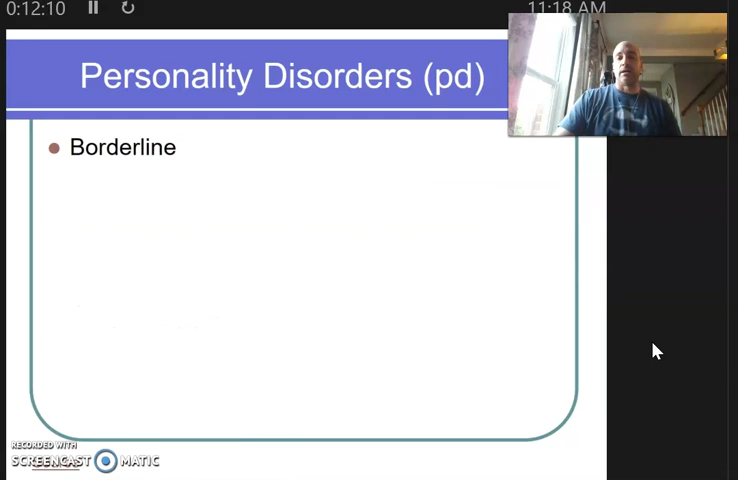 0:12:10
11:18 AM
Personality Disorders (pd)
Borderline
RECORDED WITH
SCREENCAST MATIC